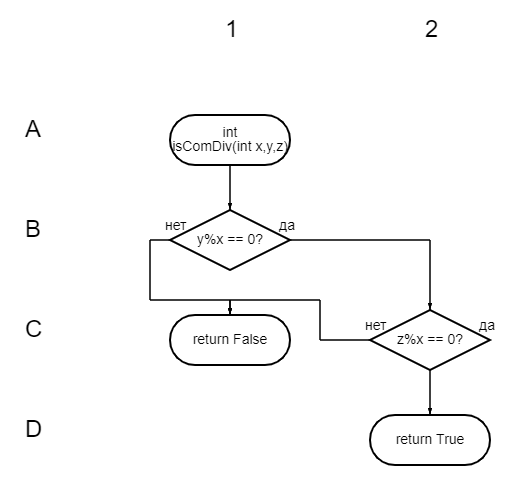 1
2
A
int
isComDiv(int x,y,z)
B
нет
да
y%x == 0?
C
return False
нет
да
z%x == 0?
D
return True